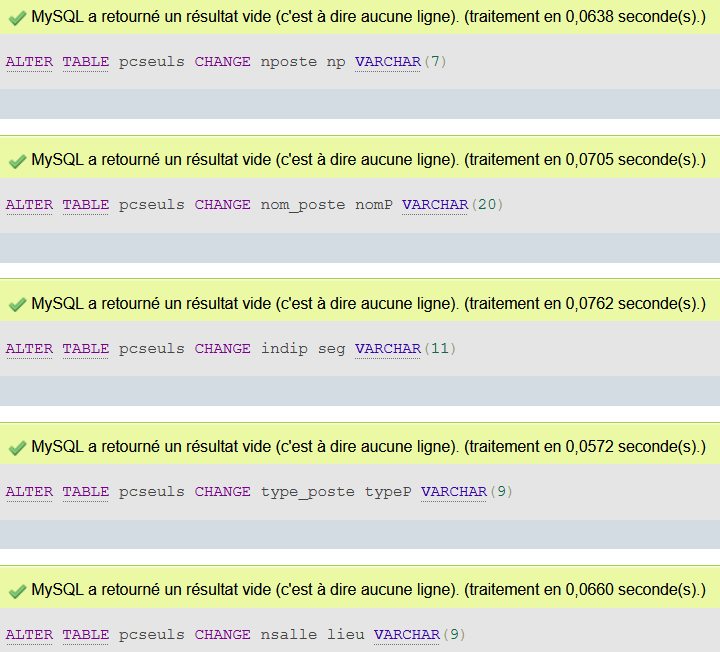 MySQL a retourné un résultat vide (c'est à dire aucune ligne). (traitement en 0,0638 seconde(s).)
ALTER TABLE pcseuls CHANGE nposte np VARCHAR(7)
MySQL a retourné un résultat vide (c'est à dire aucune ligne). (traitement en 0,0705 seconde(s).)
ALTER TABLE pcseuls CHANGE nom_poste nomP VARCHAR(20)
MySQL a retourné un résultat vide (c'est à dire aucune ligne). (traitement en 0,0762 seconde(s).)
ALTER TABLE pcseuls CHANGE indip seg VARCHAR(11)
MySQL a retourné un résultat vide (c'est à dire aucune ligne). (traitement en 0,0572 seconde(s).)
ALTER TABLE pcseuls CHANGE type_poste typeP VARCHAR(9)
MySQL a retourné un résultat vide (c'est à dire aucune ligne). (traitement en 0,0660 seconde(s).)
ALTER TABLE pcseuls CHANGE nsalle lieu VARCHAR(9)